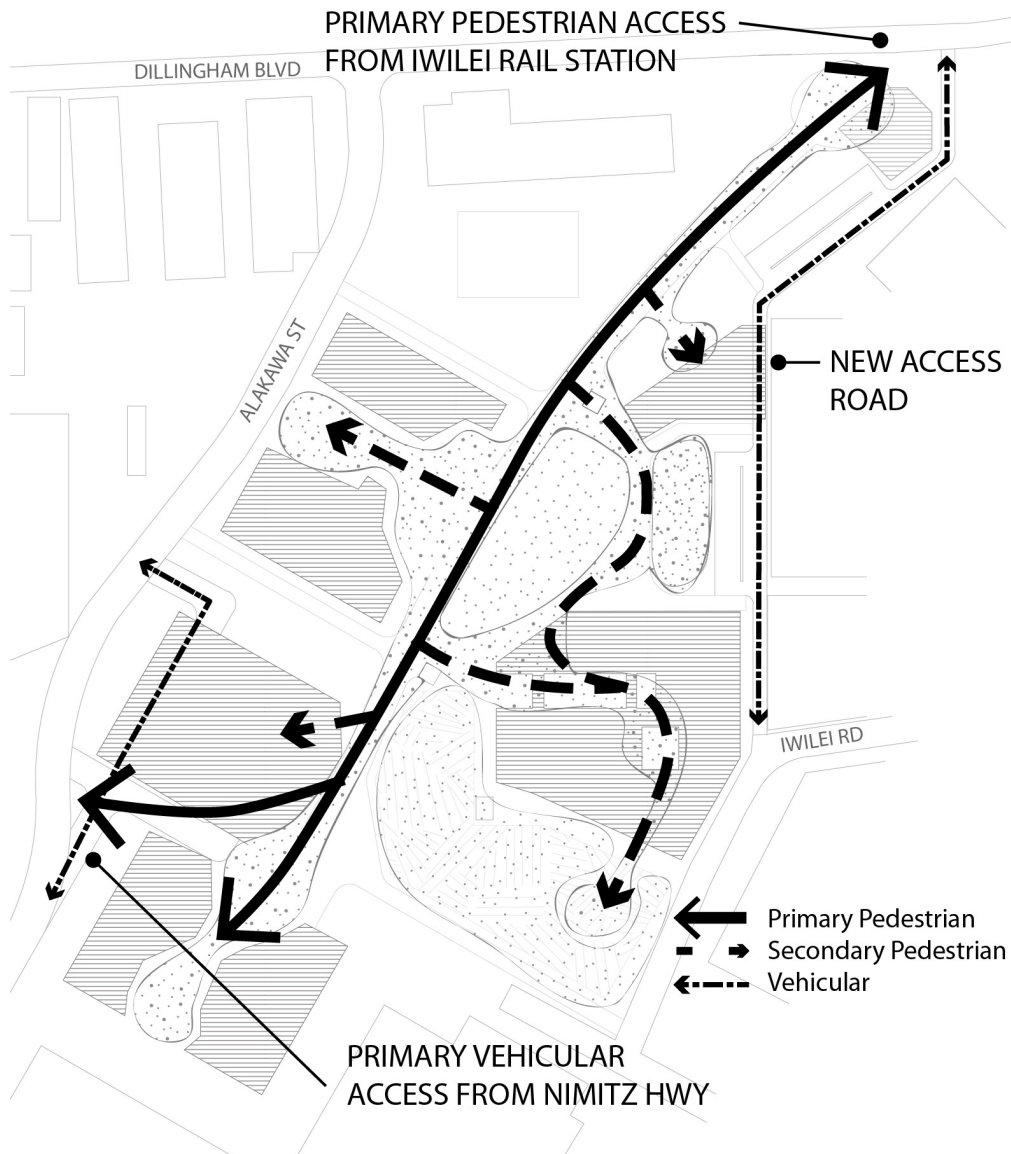 PRIMARY PEDESTRIAN ACCESS
FROM IWILEI RAIL STATION
DILLINGHAM BLVD
ALAKAWA ST
NEW ACCESS
ROAD
IWILEI RD
Primary Pedestrian
Secondary Pedestrian
Vehicular
PRIMARY VEHICULAR
ACCESS FROM NIMITZ HWY